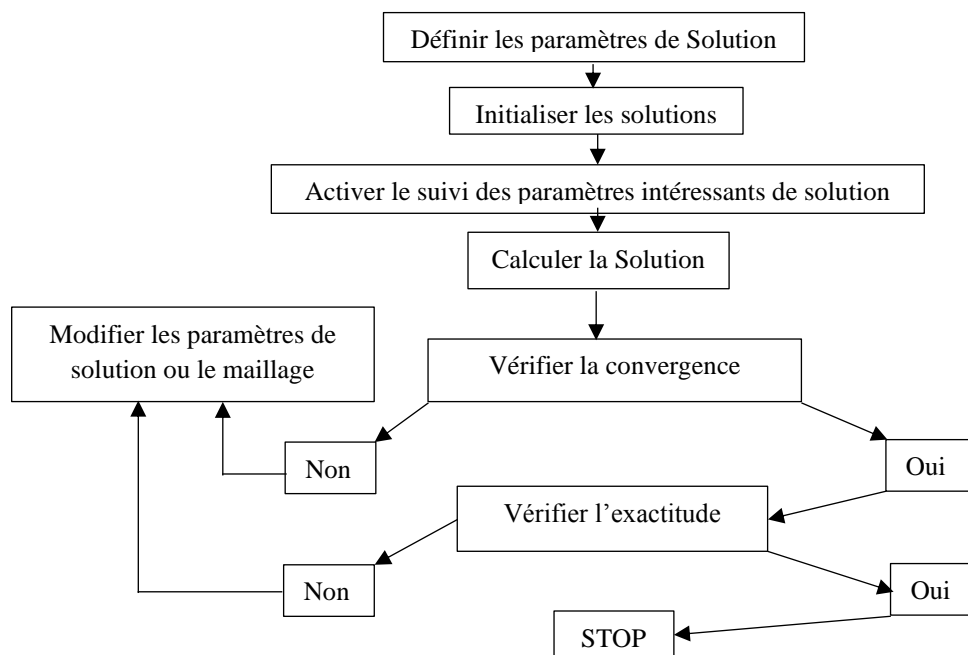 Définir les paramètres de Solution
Initialiser les solutions
Activer le suivi des paramètres intéressants de solution
Calculer la Solution
Modifier les paramètres de
solution ou le maillage
Vérifier la convergence
Non
Oui
Vérifier l’exactitude
Non
Oui
STOP